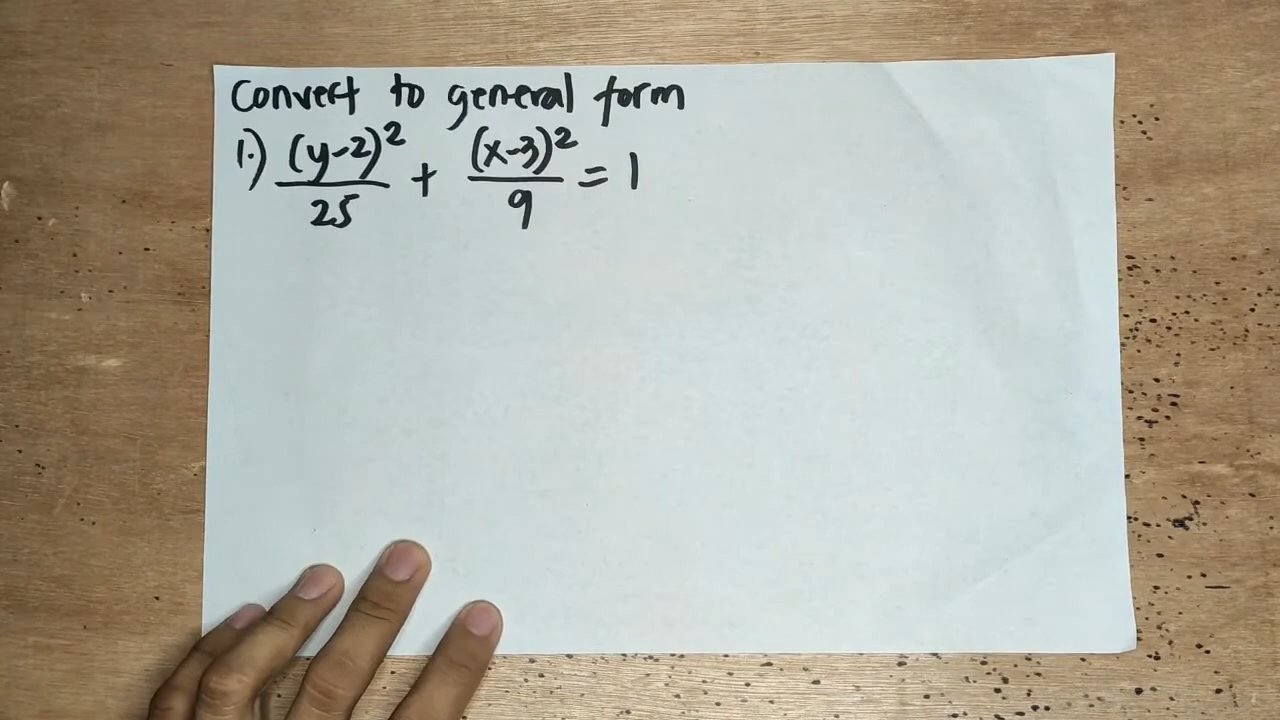 Convert to general form
1.) (y-2)²/25 + (x-3)²/9 = 1